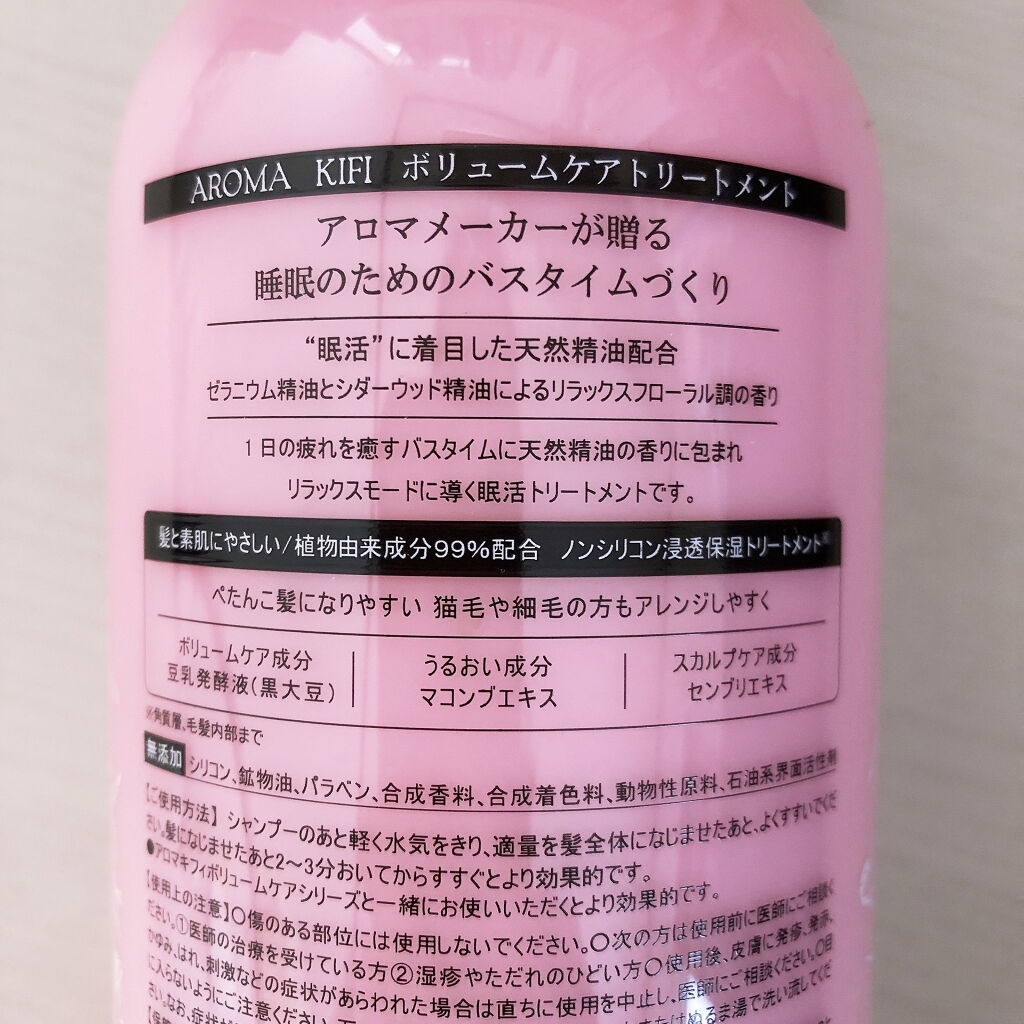 AROMA KIFI ボリュームケアトリートメント
アロマメーカーが贈る
睡眠のためのバスタイムづくり
“眠活”に着目した天然精油配合
ゼラニウム精油とシダーウッド精油によるリラックスフローラル調の香り
1日の疲れを癒すバスタイムに天然精油の香りに包まれ
リラックスモードに導く眠活トリートメントです。
髪と素肌にやさしい/植物由来成分99%配合 ノンシリコン浸透保湿トリートメント※
ぺたんこ髪になりやすい 猫毛や細毛の方もアレンジしやすく
ボリュームケア成分
豆乳発酵液(黒大豆)
うるおい成分
マコンブエキス
スカルプケア成分
センブリエキス
※角質層、毛髪内部まで
無添加 シリコン、鉱物油、パラベン、合成香料、合成着色料、動物性原料、石油系界面活性剤
【ご使用方法】シャンプーのあと軽く水気をきり、適量を髪全体になじませたあと、よくすすいでくだ
さい。髪になじませたあと2〜3分おいてからすすぐとより効果的です。
●アロマキフィボリュームケアシリーズと一緒にお使いいただくとより効果的です。
【使用上の注意】〇傷のある部位には使用しないでください。〇次の方は使用前に医師にご相談く
ださい。①医師の治療を受けている方②湿疹やただれのひどい方〇使用後、皮膚に発疹、発赤、
かゆみ、はれ、刺激などの症状があらわれた場合は直ちに使用を中止し、医師にご相談ください。〇目
に入らないようにご注意ください。 またはぬるま湯で洗い流してくだ
さい。なお、症状が